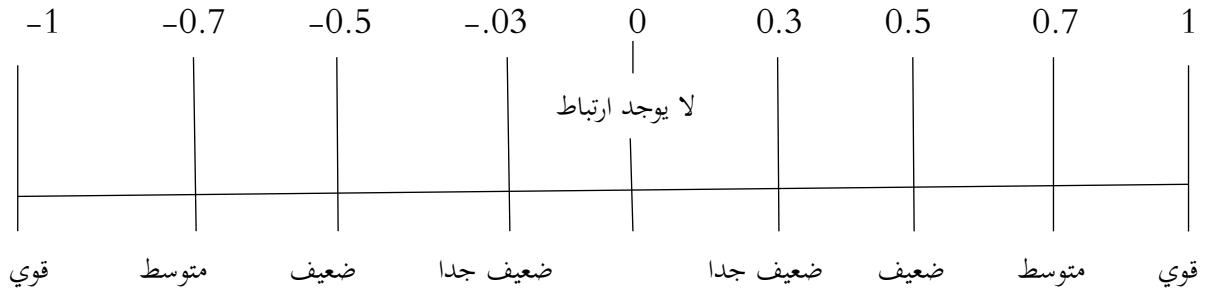 -1 -0.7 -0.5 -.03 0 0.3 0.5 0.7 1
لا يوجد ارتباط
قوي متوسط ضعيف ضعيف جدا ضعيف جدا ضعيف متوسط قوي